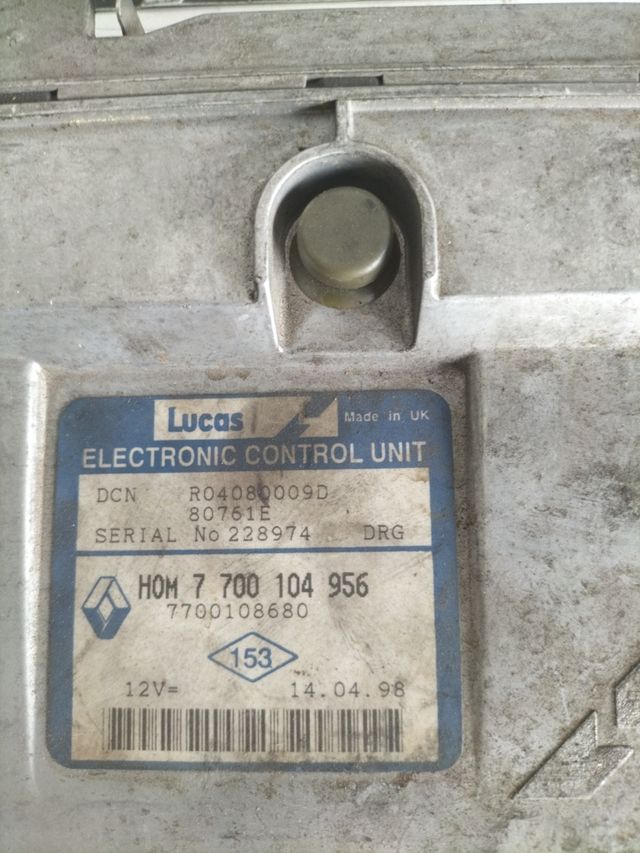 Lucas
Made in UK
ELECTRONIC CONTROL UNIT
DCN R04080009D
80761E
SERIAL No 228974 DRG
HOM 7 700 104 956
7700108680
153
12V= 14.04.98